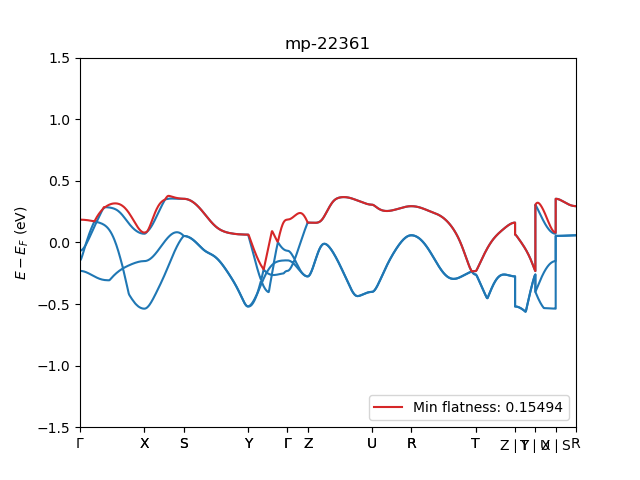 mp-22361
1.5
1.0
0.5
0.0
−0.5
−1.0
−1.5
E − E_F (eV)
Min flatness: 0.15494
Γ X S Y Γ Z U R T Z | Y | X | S R